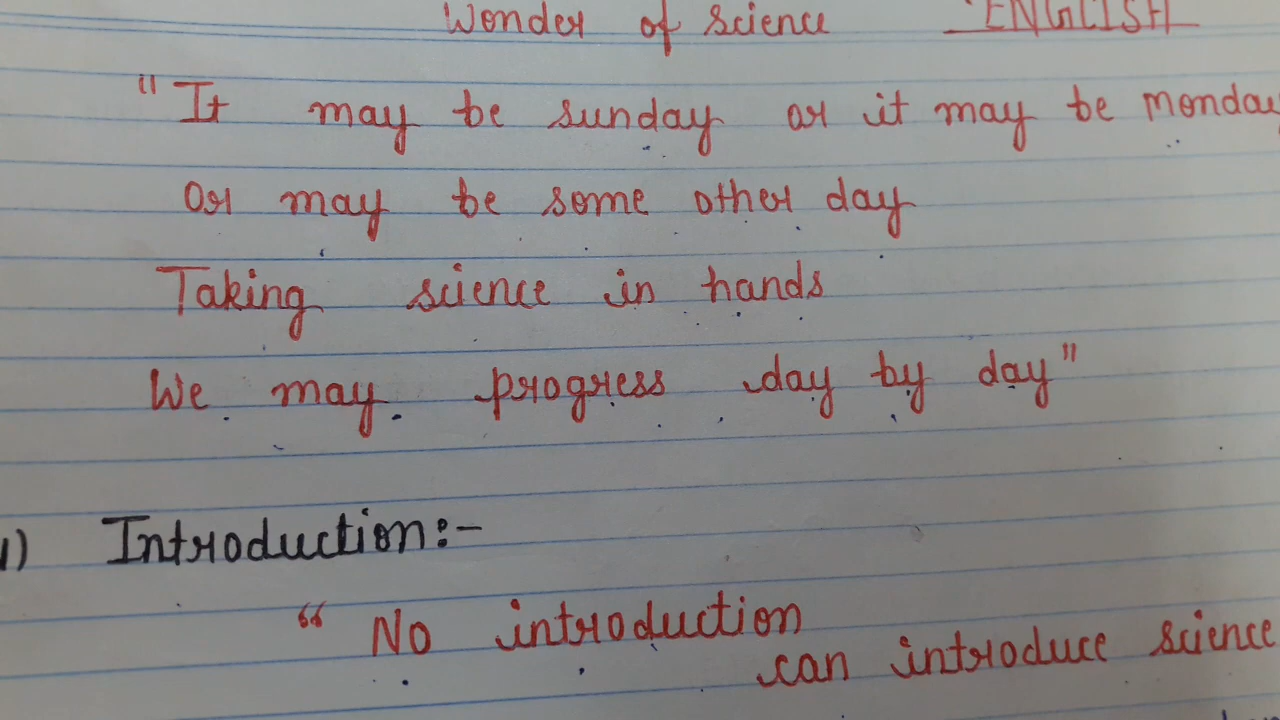 Wonder of science ENGLISH
"It may be sunday or it may be monday
Or may be some other day
Taking science in hands
We may progress day by day"
1) Introduction:-
“ No introduction
can introduce science